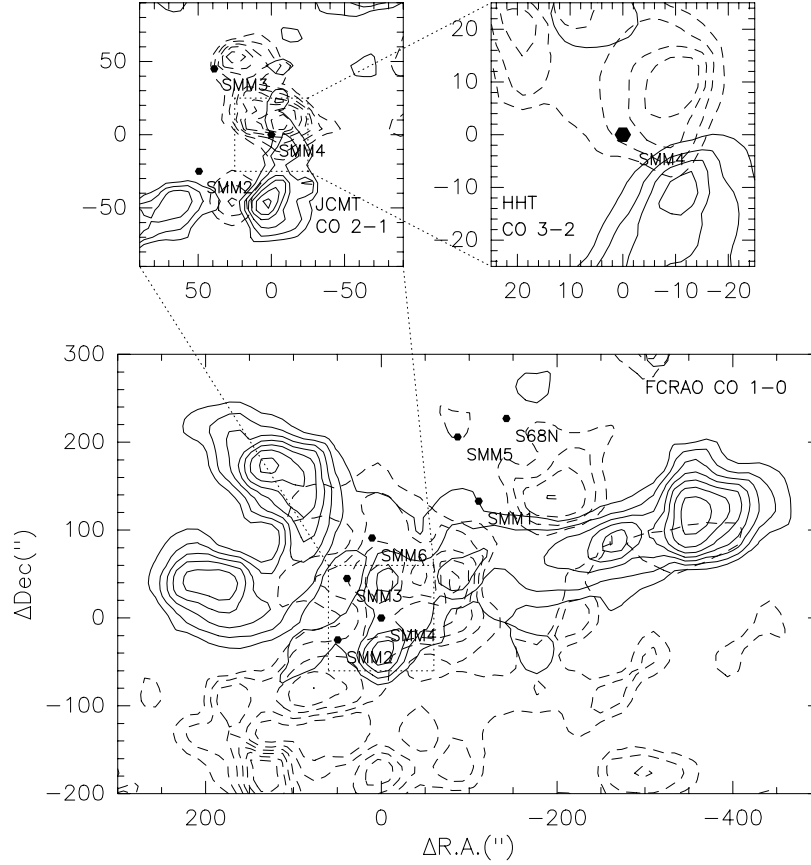 50
0
−50
SMM3
SMM4
SMM2
JCMT
CO 2−1
50
0
−50
20
10
0
−10
−20
SMM4
HHT
CO 3−2
20
10
0
−10
−20
300
200
100
0
−100
−200
ΔDec(")
FCRAO CO 1−0
S68N
SMM5
SMM1
SMM6
SMM3
SMM4
SMM2
200
0
−200
−400
ΔR.A.(")